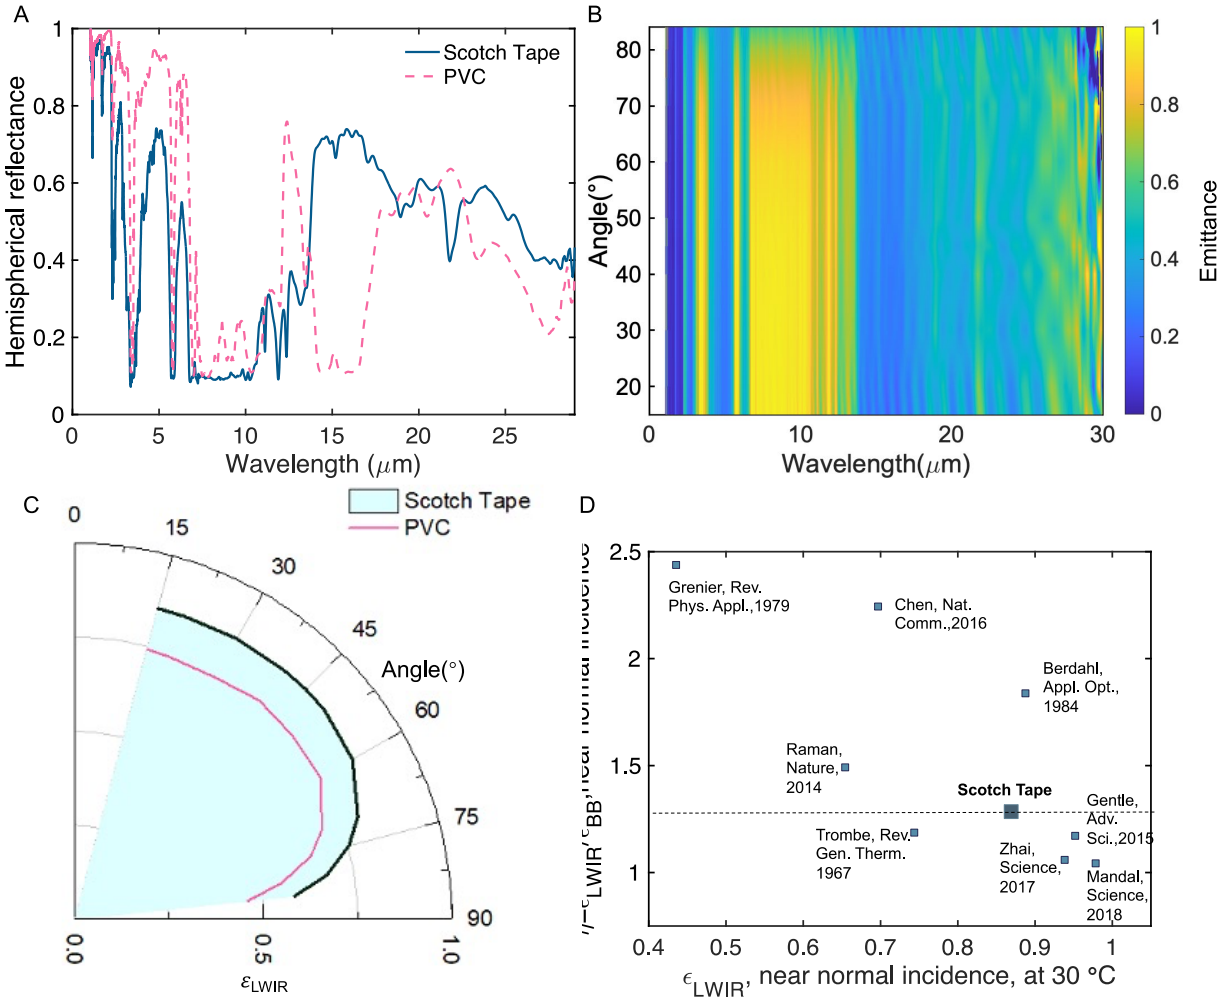 A
Hemispherical reflectance
1
0.8
0.6
0.4
0.2
0
0 5 10 15 20 25
Wavelength (μm)
Scotch Tape
PVC
B
Angle(°)
80
70
60
50
40
30
20
0 10 20 30
Wavelength(μm)
1
0.8
0.6
0.4
0.2
0
Emittance
C
Scotch Tape
PVC
0
15
30
45
Angle(°)
60
75
90
0.0 0.5 1.0
εLWIR
D
ϵLWIR/ϵBB, near normal incidence
2.5
2
1.5
1
0.4 0.5 0.6 0.7 0.8 0.9 1
ϵLWIR, near normal incidence, at 30 °C
Grenier, Rev.
Phys. Appl.,1979
Chen, Nat.
Comm.,2016
Berdahl,
Appl. Opt.,
1984
Raman,
Nature,
2014
Scotch Tape
Gentle,
Adv.
Sci.,2015
Trombe, Rev.
Gen. Therm.
1967
Zhai,
Science,
2017
Mandal,
Science,
2018